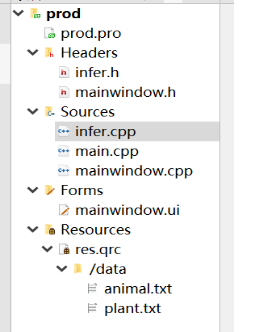 prod
prod.pro
Headers
infer.h
mainwindow.h
Sources
infer.cpp
main.cpp
mainwindow.cpp
Forms
mainwindow.ui
Resources
res.qrc
/data
animal.txt
plant.txt